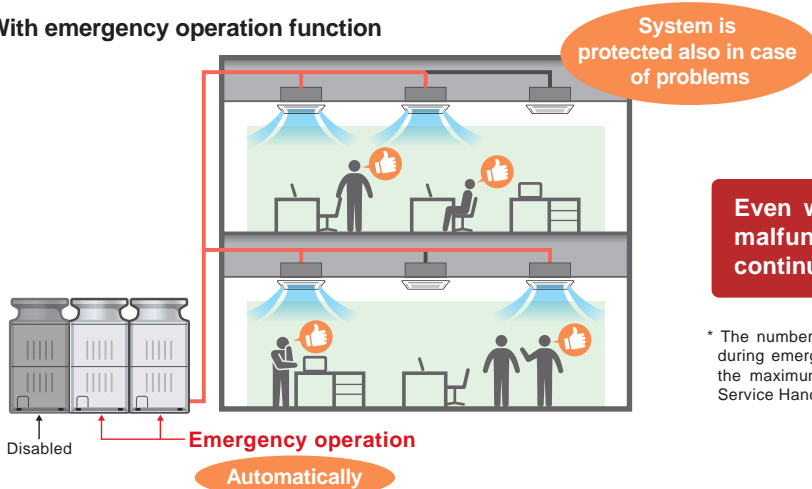 With emergency operation function
System is
protected also in case
of problems
Even
malfun
continu
* The number
during emerg
the maximum
Service Hand
Disabled
Emergency operation
Automatically